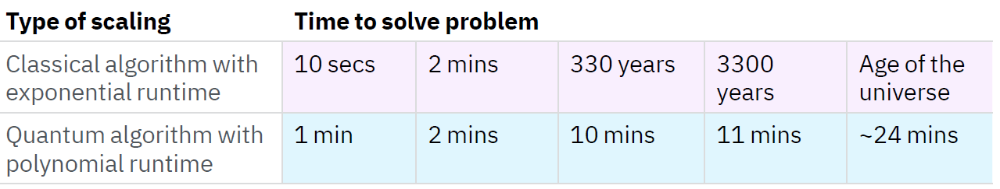 Type of scaling
Time to solve problem
Classical algorithm with
exponential runtime
10 secs
2 mins
330 years
3300
years
Age of the
universe
Quantum algorithm with
polynomial runtime
1 min
2 mins
10 mins
11 mins
~24 mins